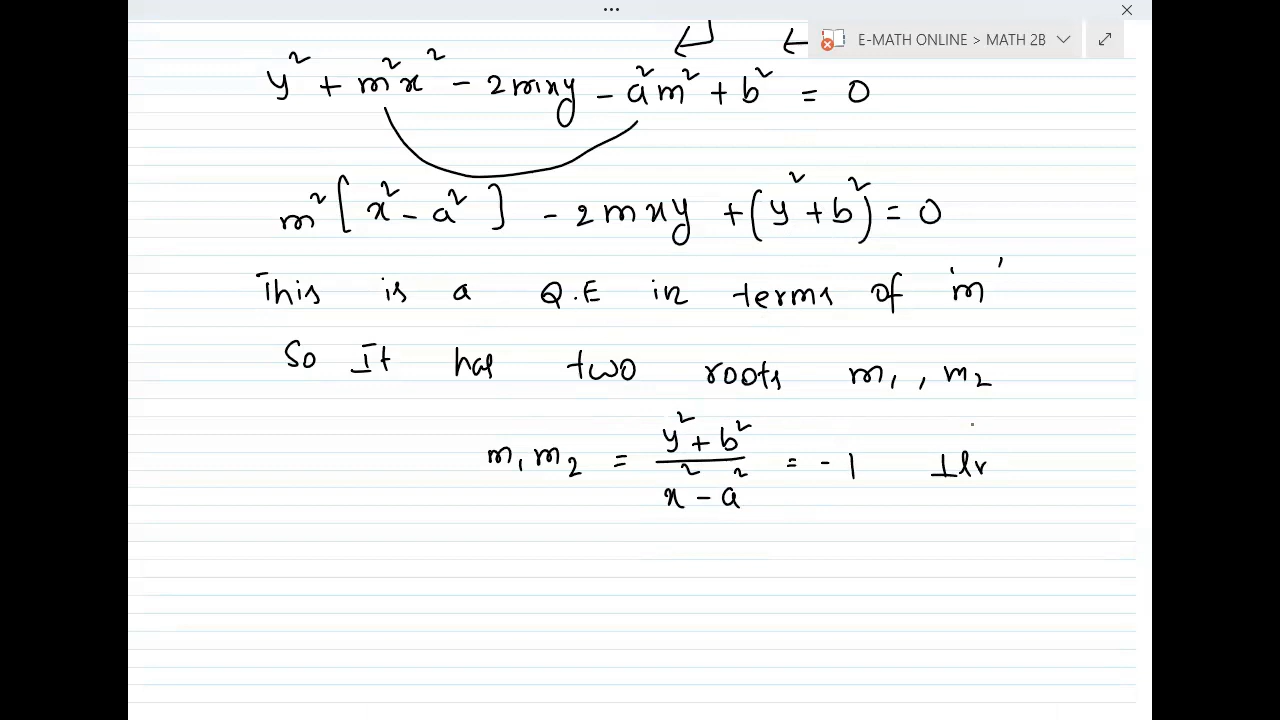 E-MATH ONLINE > MATH 2B
y² + m²x² - 2mxy - a²m² + b² = 0
m² [x² - a²] - 2mxy + (y² + b²) = 0
This is a Q.E in terms of 'm'
So It has two roots m₁, m₂
m₁m₂ = (y² + b²)/(x² - a²) = -1 ⊥lr